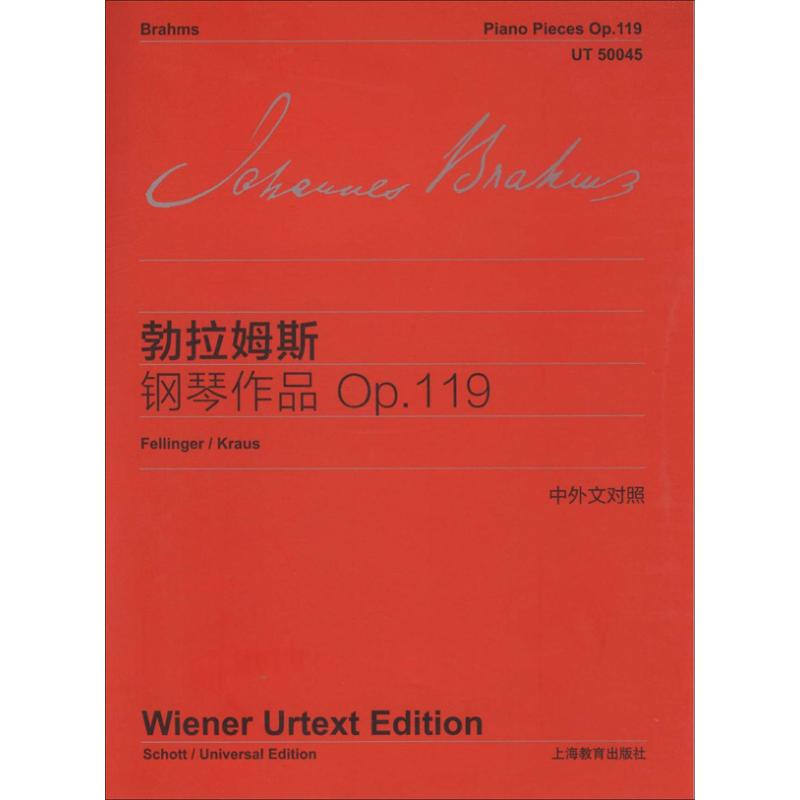 Brahms
Piano Pieces Op.119
UT 50045
Johannes Brahms
勃拉姆斯
钢琴作品 Op.119
Fellinger / Kraus
中外文对照
Wiener Urtext Edition
Schott / Universal Edition
上海教育出版社